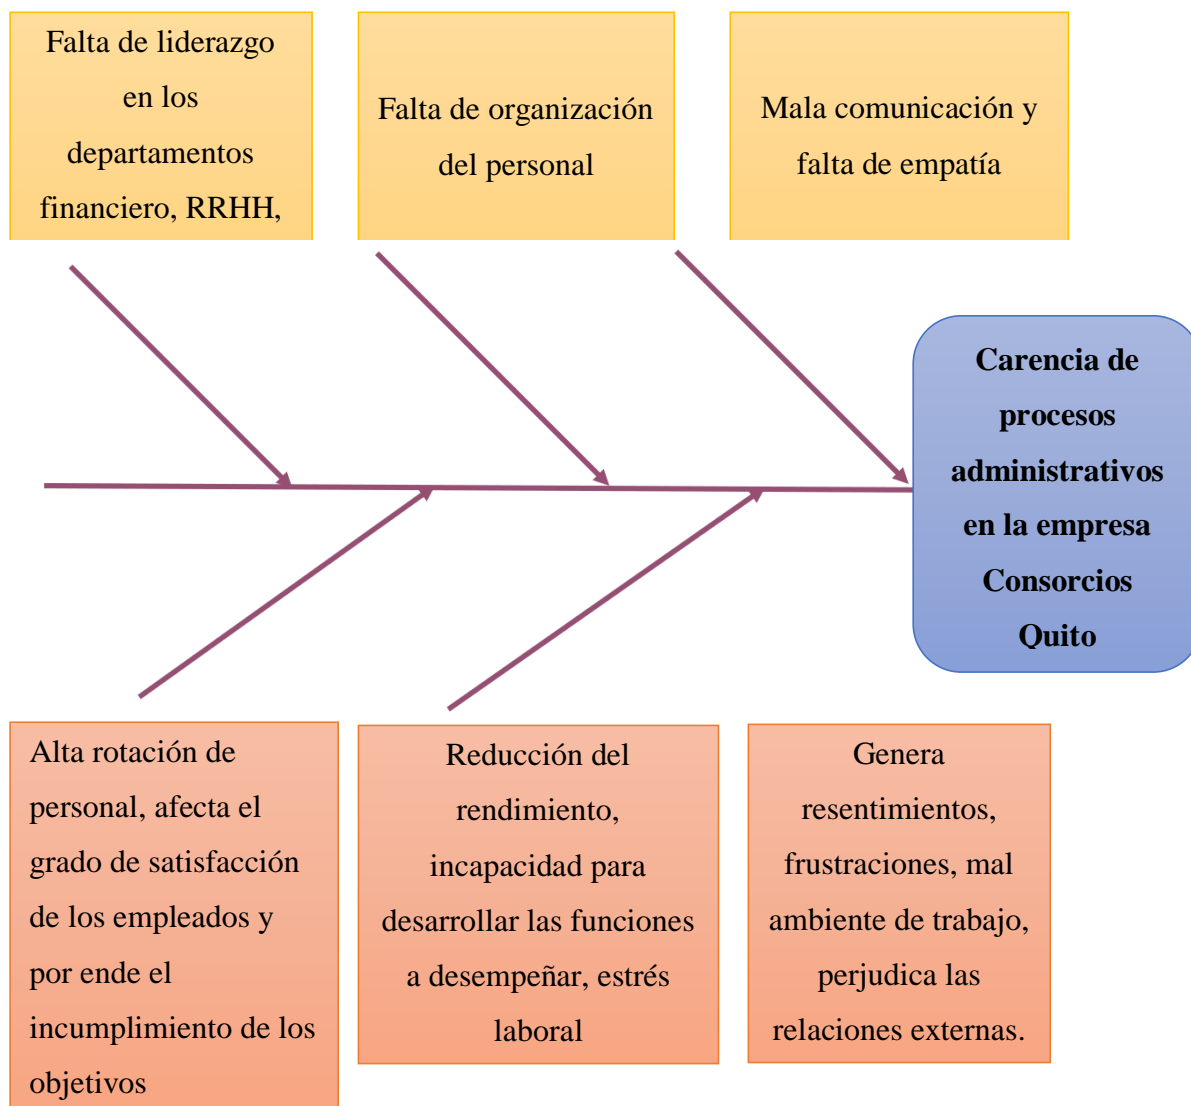 Falta de liderazgo
en los
departamentos
financiero, RRHH,
Falta de organización
del personal
Mala comunicación y
falta de empatía
Carencia de
procesos
administrativos
en la empresa
Consorcios
Quito
Alta rotación de
personal, afecta el
grado de satisfacción
de los empleados y
por ende el
incumplimiento de los
objetivos
Reducción del
rendimiento,
incapacidad para
desarrollar las funciones
a desempeñar, estrés
laboral
Genera
resentimientos,
frustraciones, mal
ambiente de trabajo,
perjudica las
relaciones externas.